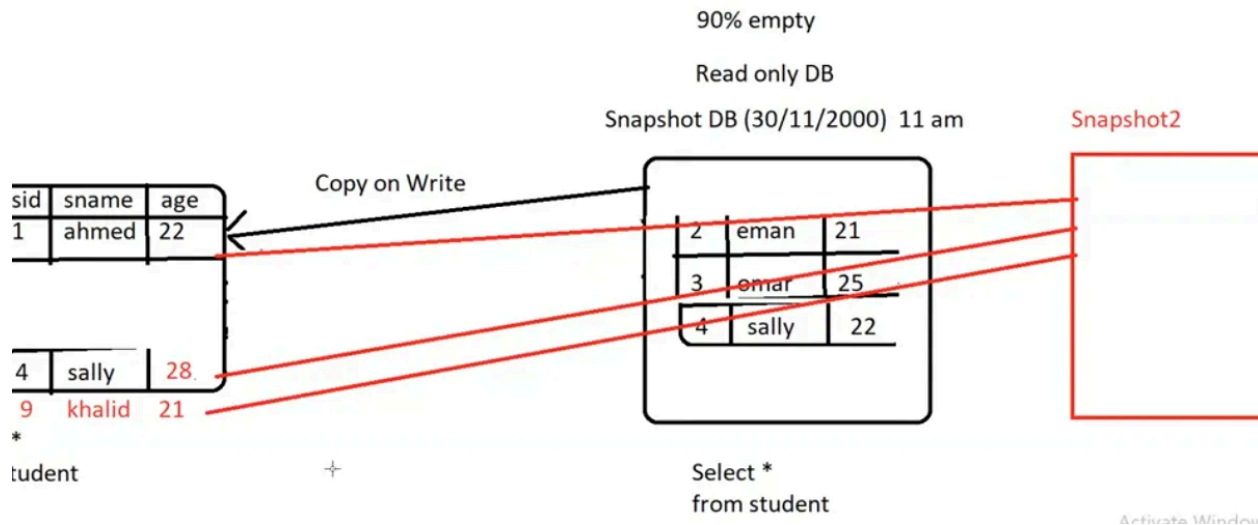 90% empty
Read only DB
Snapshot DB (30/11/2000) 11 am
Snapshot2
Copy on Write
sid sname age
1 ahmed 22
4 sally 28
9 khalid 21
*
tudent
2 eman 21
3 omar 25
4 sally 22
Select *
from student
Activate Window